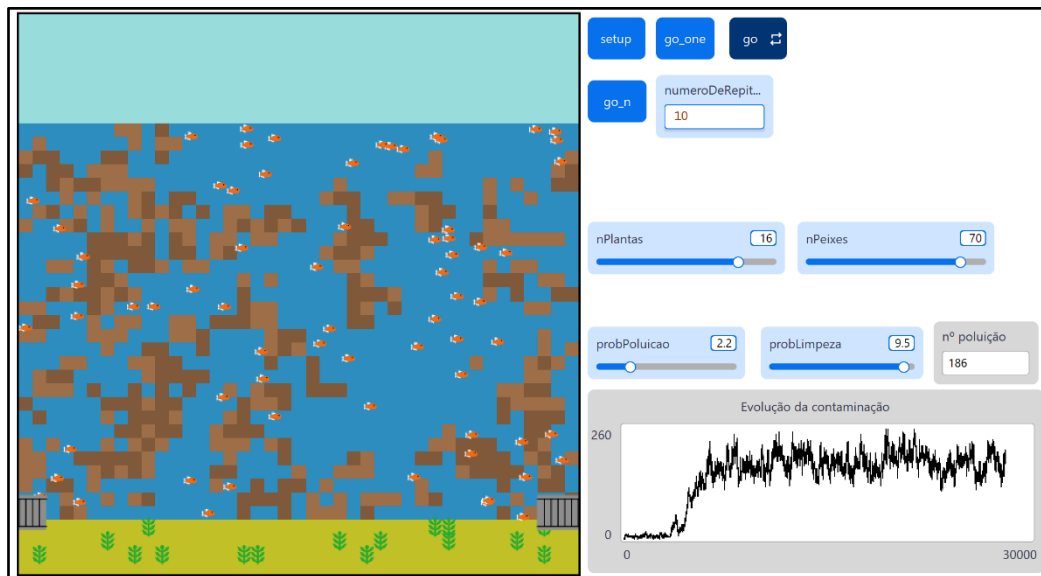 setup
go_one
go
go_n
numeroDeRepit...
10
nPlantas
16
nPeixes
70
probPoluicao
2.2
probLimpeza
9.5
nº poluição
186
Evolução da contaminação
260
0
0
30000